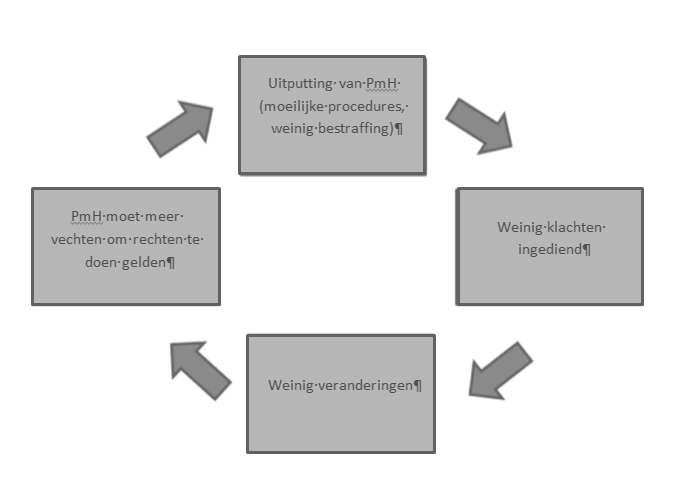 Uitputting van PmH
(moeilijke procedures,
weinig bestraffing)¶
Weinig klachten
ingediend¶
Weinig veranderingen¶
PmH moet meer
vechten om rechten te
doen gelden¶